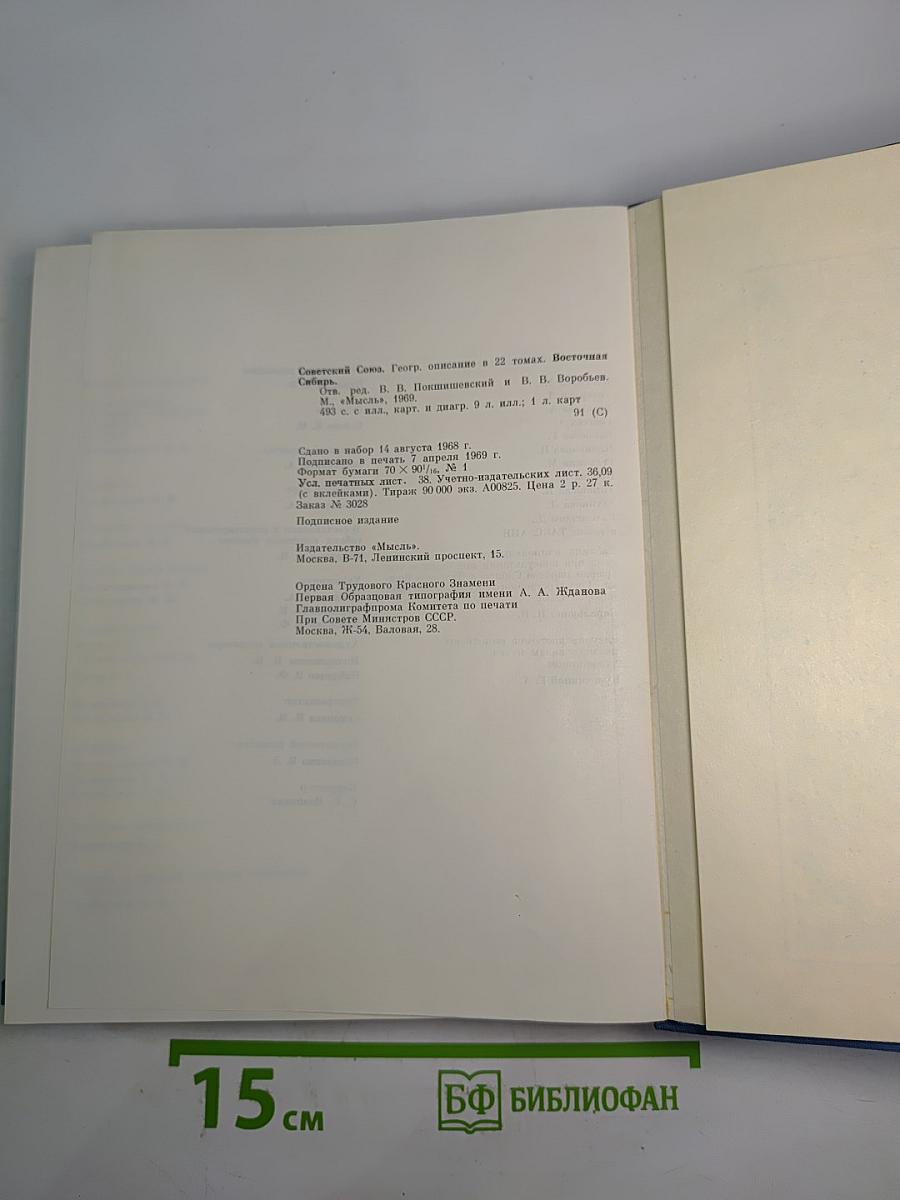 Советский Союз. Геогр. описание в 22 томах. Восточная
Сибирь.
Отв. ред. В. В. Покшишевский и В. В. Воробьев.
М., «Мысль», 1969.
493 с. с илл., карт. и диагр. 9 л. илл.; 1 л. карт
91 (С)
Сдано в набор 14 августа 1968 г.
Подписано в печать 7 апреля 1969 г.
Формат бумаги 70 × 90¹/₁₆, № 1
Усл. печатных лист. 38. Учетно-издательских лист. 36,09
(с вклейками). Тираж 90 000 экз. А00825. Цена 2 р. 27 к.
Заказ № 3028
Подписное издание
Издательство «Мысль».
Москва, В-71, Ленинский проспект, 15.
Ордена Трудового Красного Знамени
Первая Образцовая типография имени А. А. Жданова
Главполиграфпрома Комитета по печати
При Совете Министров СССР.
Москва, Ж-54, Валовая, 28.
15 см
БФ БИБЛИОФАН